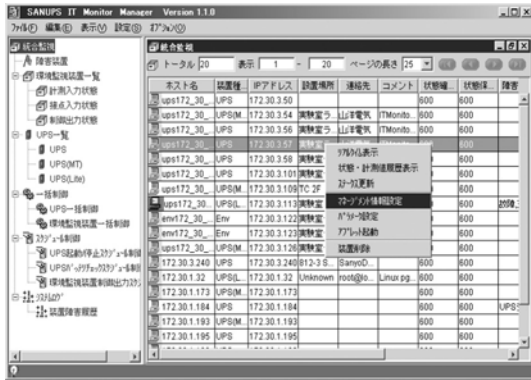 SANUPS IT Monitor Manager Version 1.1.0
ファイル(F) 編集(E) 表示(V) 設定(S) オプション(O)
統合監視
障害装置
環境監視装置一覧
計測入力状態
接点入力状態
制御出力状態
UPS一覧
UPS
UPS(MT)
UPS(Lite)
一括制御
UPS一括制御
環境監視装置一括制御
スケジュール制御
UPS起動/停止スケジュール制御
UPSバッテリチェックスケジュール制御
環境監視装置制御出力スケ
システムログ
装置障害履歴
統合監視
トータル 20 表示 1 - 20 ページの長さ 25
ホスト名 装置種.. IPアドレス 設置場所 連絡先 コメント 状態確... 状態保... 障害
ups172_30_... UPS 172.30.3.50 600 600
ups172_30_... UPS(M... 172.30.3.54 実験室ラ... 山洋電気 ITMonito... 600 600
ups172_30_... UPS 172.30.3.57 実験室 600 600
ups172_30_... UPS 172.30.3.58 実験室 600 600
ups172_30_... UPS 172.30.3.101 実験室 600 600
ups172_30_... UPS(M... 172.30.3.109 TC 2F 600 600
ups172_30_... UPS(L... 172.30.3.113 実験室 600 600
env172_30_... Env 172.30.3.122 実験室 600 600
env172_30_... Env 172.30.3.123 実験室 600 600
ups172_30_... UPS(M... 172.30.3.126 実験室 600 600
172.30.3.240 UPS 172.30.3.240 812-3 S... SanyoD... 600 600
172.30.1.32 UPS(L... 172.30.1.32 Unknown root@lo... Linux pg... 600 600
172.30.1.173 UPS(M... 172.30.1.173 600 600
172.30.1.184 UPS 172.30.1.184 600 600
172.30.1.193 UPS(M... 172.30.1.193 600 600
172.30.1.195 UPS 172.30.1.195 600 600
リアルタイム表示
状態・計測値履歴表示
ステータス更新
マネージメント情報設定
パラメータ設定
アプレット起動
装置削除